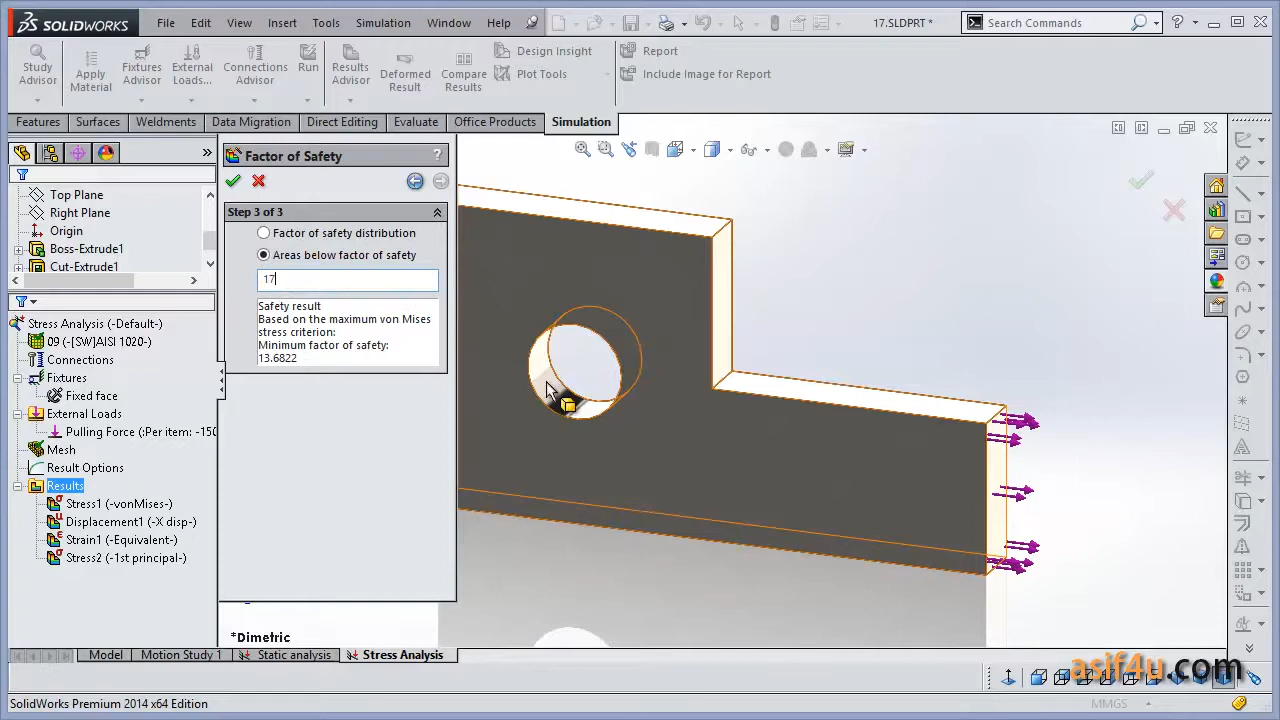 SOLIDWORKS File Edit View Insert Tools Simulation Window Help 17.SLDPRT * Search Commands
Study Advisor
Apply Material
Fixtures Advisor
External Loads...
Connections Advisor
Run
Results Advisor
Deformed Result
Compare Results
Design Insight
Plot Tools
Report
Include Image for Report
Features Surfaces Weldments Data Migration Direct Editing Evaluate Office Products Simulation
Top Plane
Right Plane
Origin
Boss-Extrude1
Cut-Extrude1
Stress Analysis (-Default-)
09 (-[SW]AISI 1020-)
Connections
Fixtures
Fixed face
External Loads
Pulling Force (:Per item: -150
Mesh
Result Options
Results
Stress1 (-vonMises-)
Displacement1 (-X disp-)
Strain1 (-Equivalent-)
Stress2 (-1st principal-)
Factor of Safety ?
Step 3 of 3
Factor of safety distribution
Areas below factor of safety
17
Safety result
Based on the maximum von Mises
stress criterion:
Minimum factor of safety:
13.6822
*Dimetric
Model Motion Study 1 Static analysis Stress Analysis
asif4u.com
SolidWorks Premium 2014 x64 Edition MMGS